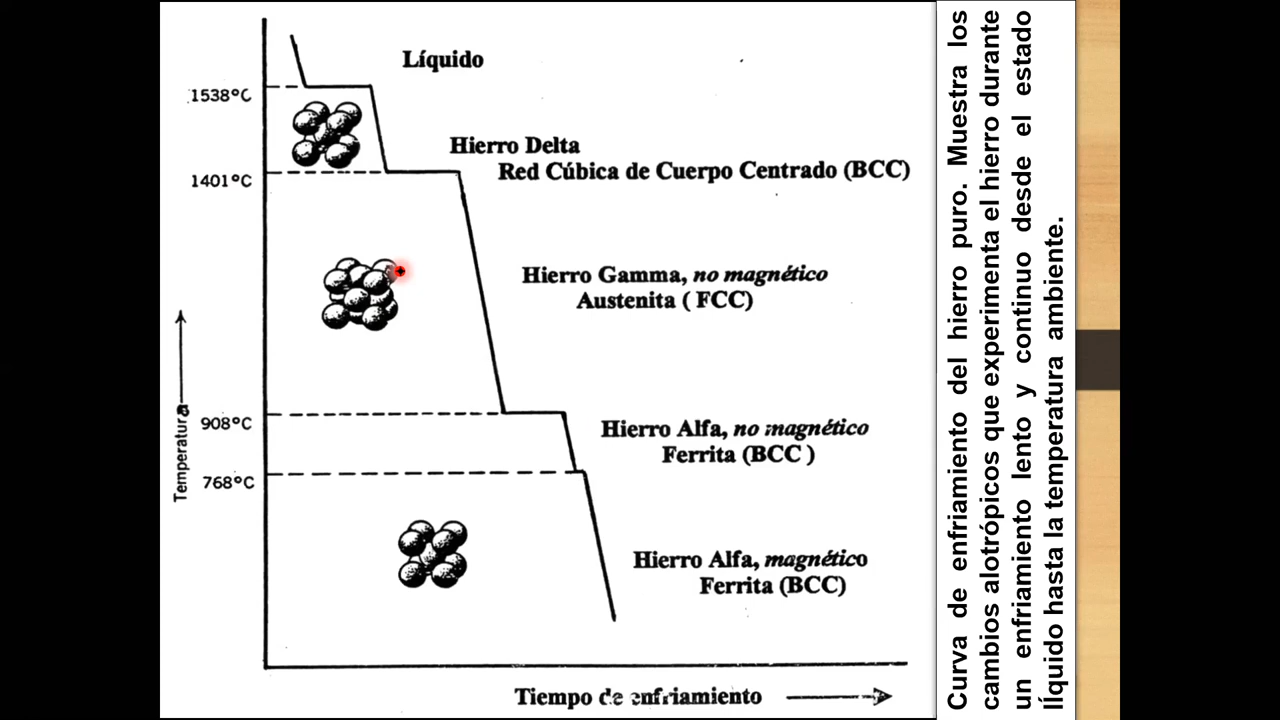 Líquido
1538°C
Hierro Delta
Red Cúbica de Cuerpo Centrado (BCC)
1401°C
Hierro Gamma, no magnético
Austenita ( FCC)
908°C
Hierro Alfa, no magnético
Ferrita (BCC )
768°C
Hierro Alfa, magnético
Ferrita (BCC)
Temperatura
Tiempo de enfriamiento
Curva de enfriamiento del hierro puro. Muestra los
cambios alotrópicos que experimenta el hierro durante
un enfriamiento lento y continuo desde el estado
líquido hasta la temperatura ambiente.